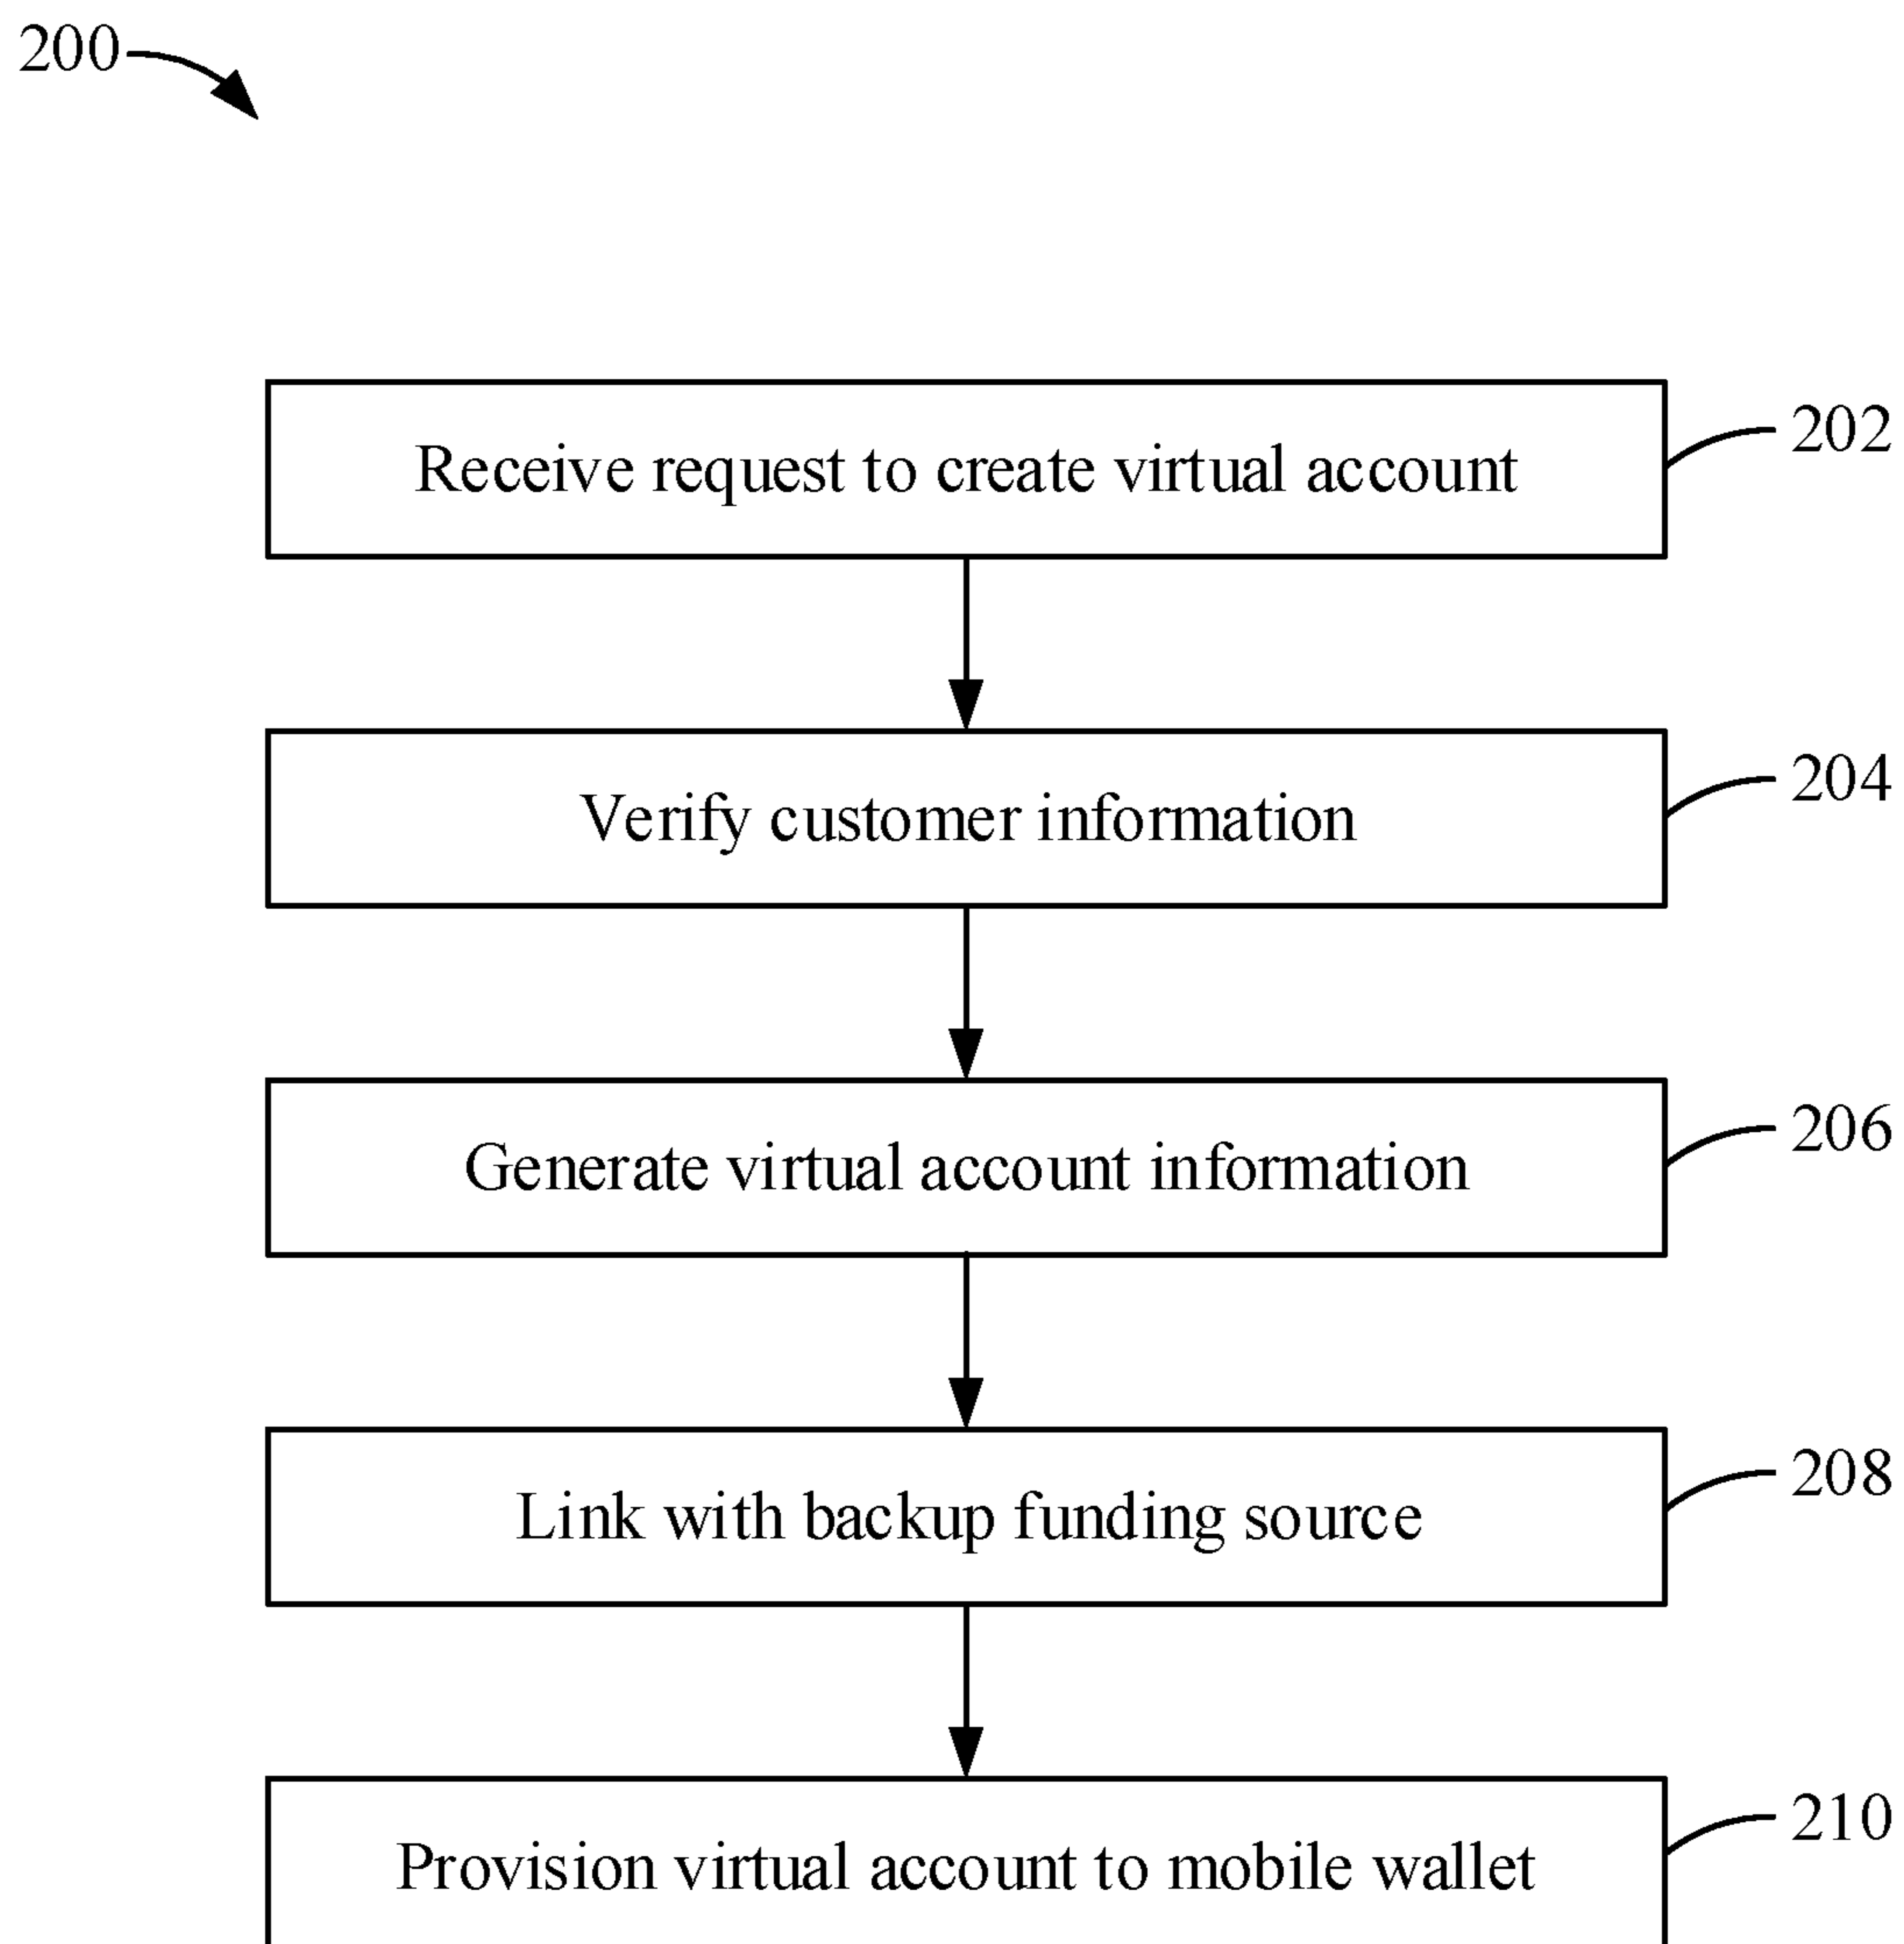 200
Receive request to create virtual account
202
Verify customer information
204
Generate virtual account information
206
Link with backup funding source
208
Provision virtual account to mobile wallet
210